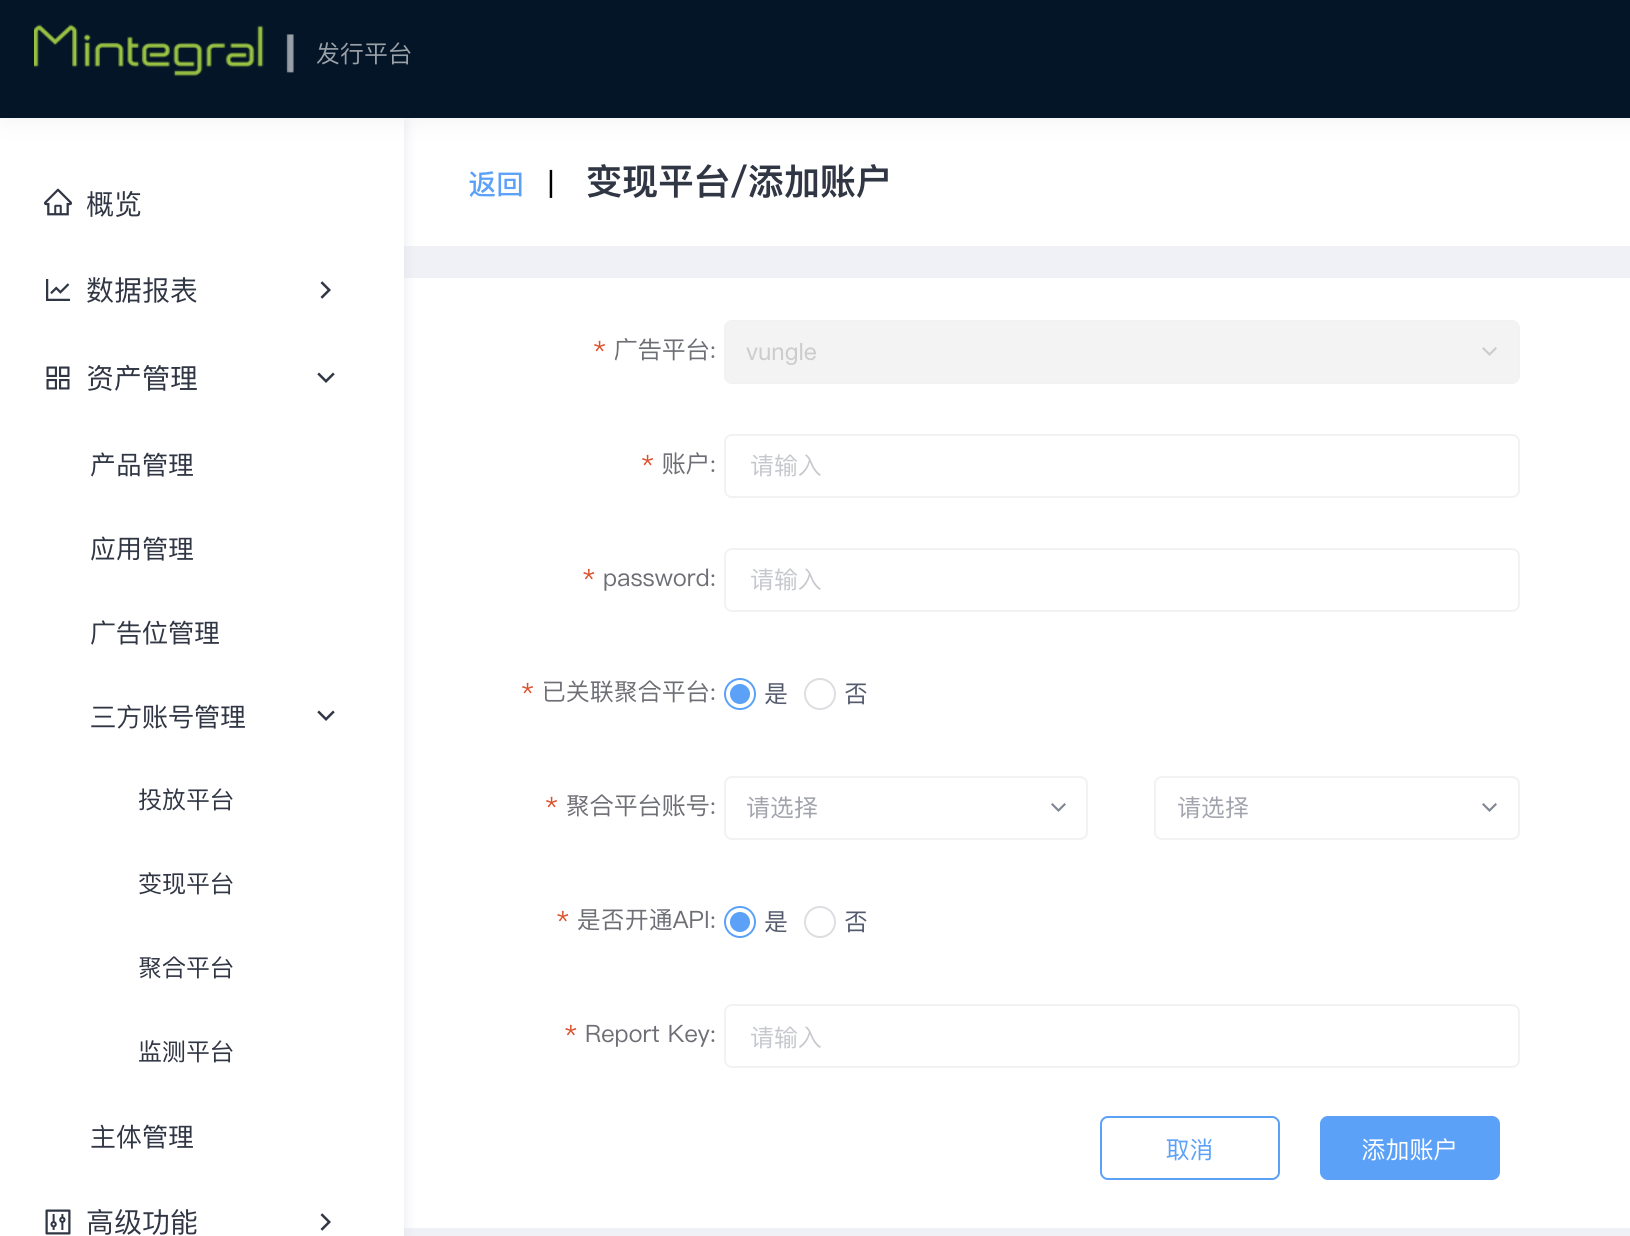 Mintegral | 发行平台
概览
数据报表
资产管理
产品管理
应用管理
广告位管理
三方账号管理
投放平台
变现平台
聚合平台
监测平台
主体管理
高级功能
返回 | 变现平台/添加账户
* 广告平台: vungle
* 账户: 请输入
* password: 请输入
* 已关联聚合平台: 是 否
* 聚合平台账号: 请选择 请选择
* 是否开通API: 是 否
* Report Key: 请输入
取消 添加账户